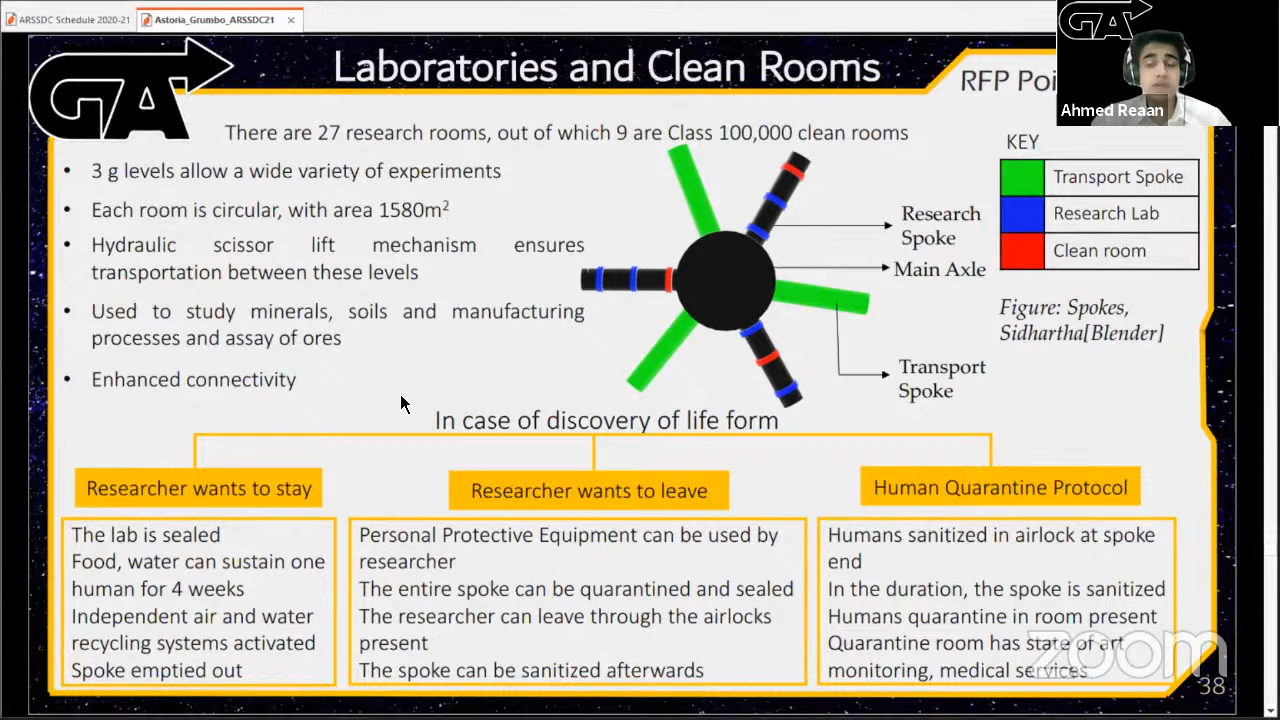 ARSSDC Schedule 2020-21
Astoria_Grumbo_ARSSDC21
GA
Laboratories and Clean Rooms
RFP
GA
Ahmed Reaan
There are 27 research rooms, out of which 9 are Class 100,000 clean rooms
• 3 g levels allow a wide variety of experiments
• Each room is circular, with area 1580m²
• Hydraulic scissor lift mechanism ensures
transportation between these levels
• Used to study minerals, soils and manufacturing
processes and assay of ores
• Enhanced connectivity
Research
Spoke
Main Axle
Transport
Spoke
KEY
Transport Spoke
Research Lab
Clean room
Figure: Spokes,
Sidhartha[Blender]
In case of discovery of life form
Researcher wants to stay
The lab is sealed
Food, water can sustain one
human for 4 weeks
Independent air and water
recycling systems activated
Spoke emptied out
Researcher wants to leave
Personal Protective Equipment can be used by
researcher
The entire spoke can be quarantined and sealed
The researcher can leave through the airlocks
present
The spoke can be sanitized afterwards
Human Quarantine Protocol
Humans sanitized in airlock at spoke
end
In the duration, the spoke is sanitized
Humans quarantine in room present
Quarantine room has state of art
monitoring, medical services
zoom
38